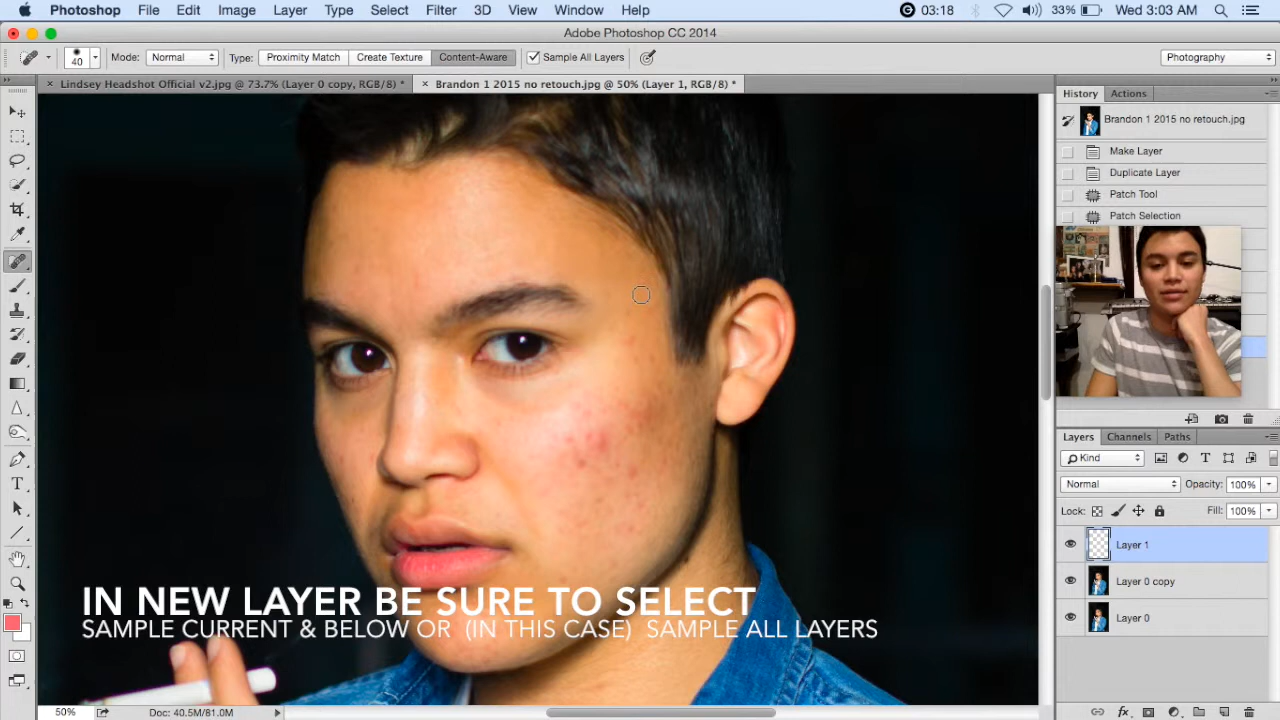 Photoshop File Edit Image Layer Type Select Filter 3D View Window Help 03:18 33% Wed 3:03 AM
Adobe Photoshop CC 2014
40 Mode: Normal Type: Proximity Match Create Texture Content-Aware Sample All Layers Photography
× Lindsey Headshot Official v2.jpg @ 73.7% (Layer 0 copy, RGB/8) * × Brandon 1 2015 no retouch.jpg @ 50% (Layer 1, RGB/8) *
History Actions
Brandon 1 2015 no retouch.jpg
Make Layer
Duplicate Layer
Patch Tool
Patch Selection
Layers Channels Paths
Kind
Normal Opacity: 100%
Lock: Fill: 100%
Layer 1
Layer 0 copy
Layer 0
IN NEW LAYER BE SURE TO SELECT
SAMPLE CURRENT & BELOW OR (IN THIS CASE) SAMPLE ALL LAYERS
50% Doc: 40.5M/81.0M